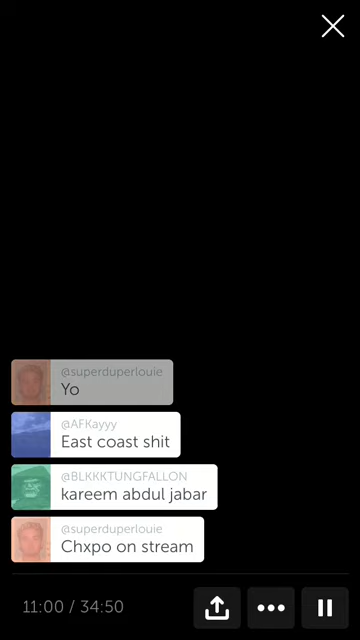 @superduperlouie
Yo
@AFKayyy
East coast shit
@BLKKKTUNGFALLON
kareem abdul jabar
@superduperlouie
Chxpo on stream
11:00 / 34:50